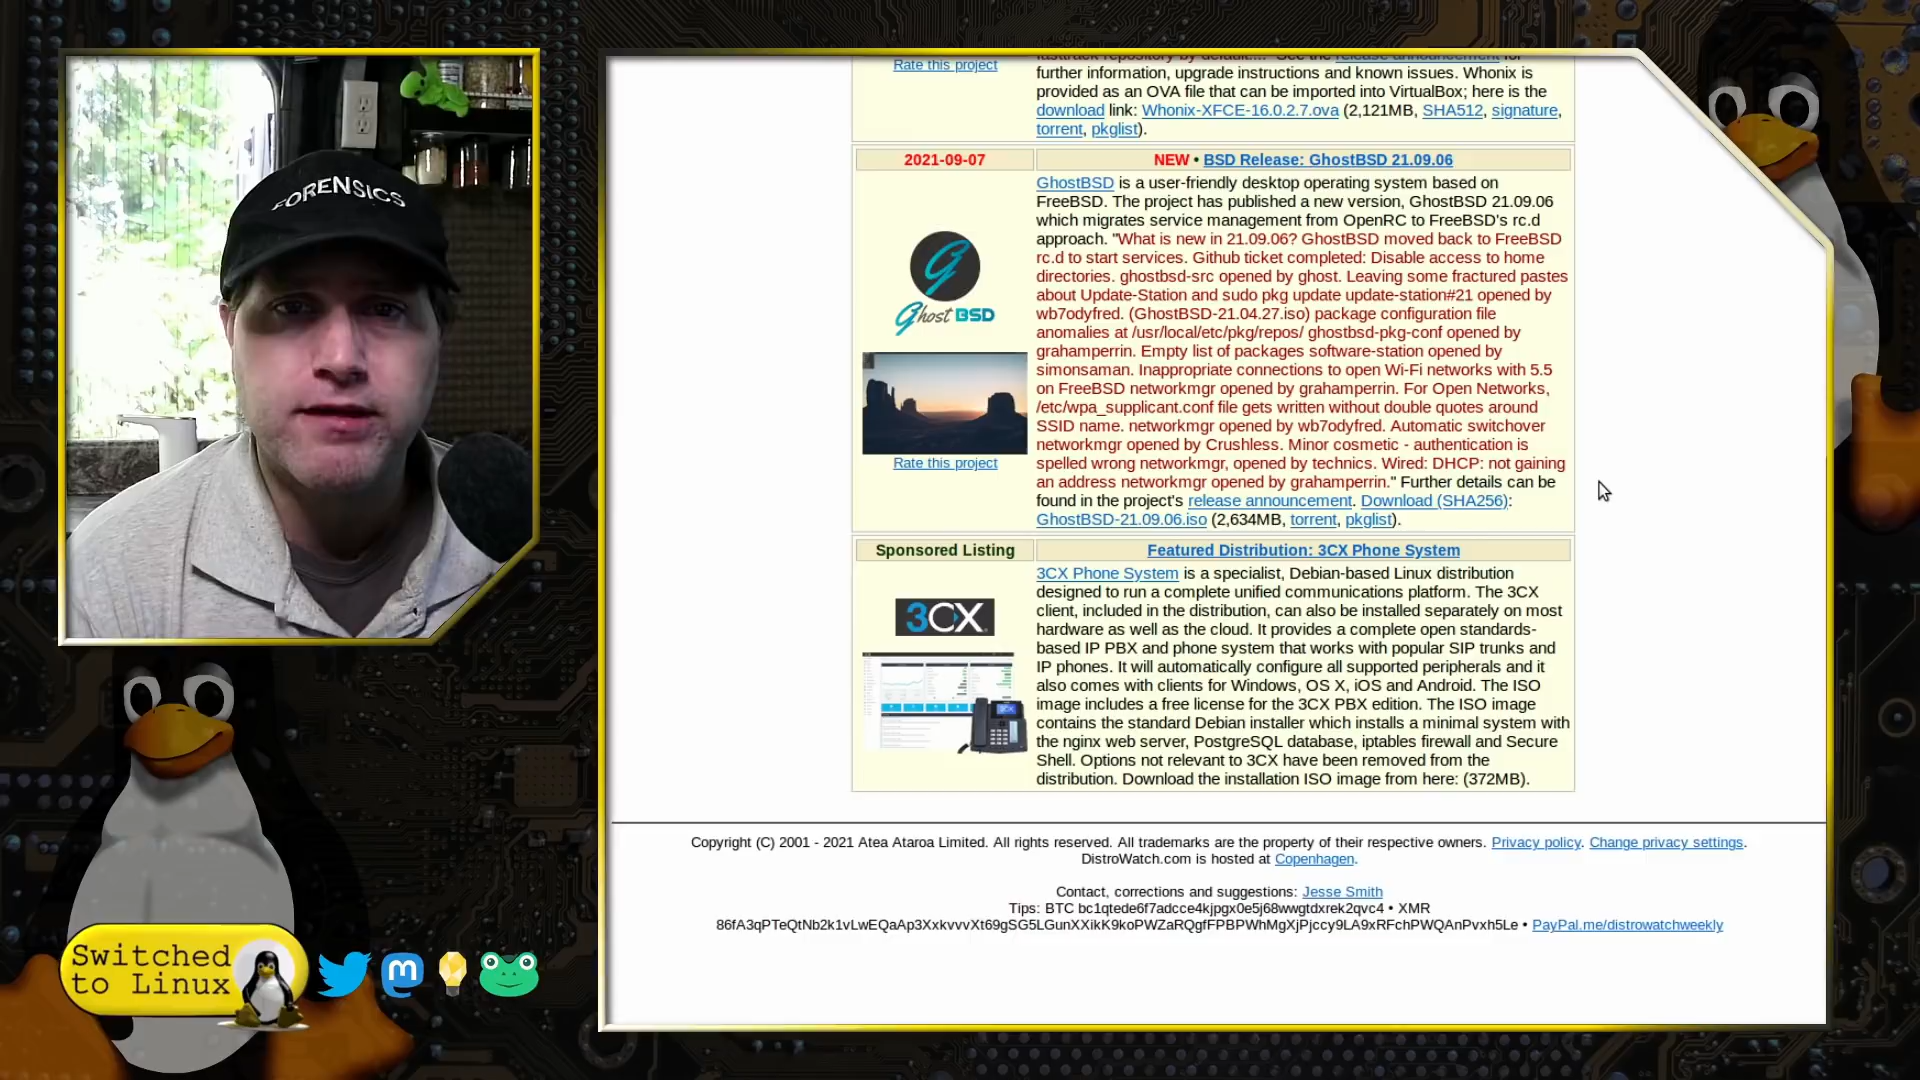 FORENSICS
Switched
to Linux
Rate this project
fasttrack repository by default...." See the release announcement for
further information, upgrade instructions and known issues. Whonix is
provided as an OVA file that can be imported into VirtualBox; here is the
download link: Whonix-XFCE-16.0.2.7.ova (2,121MB, SHA512, signature,
torrent, pkglist).
2021-09-07
NEW • BSD Release: GhostBSD 21.09.06
Ghost BSD
Rate this project
GhostBSD is a user-friendly desktop operating system based on
FreeBSD. The project has published a new version, GhostBSD 21.09.06
which migrates service management from OpenRC to FreeBSD's rc.d
approach. "What is new in 21.09.06? GhostBSD moved back to FreeBSD
rc.d to start services. Github ticket completed: Disable access to home
directories. ghostbsd-src opened by ghost. Leaving some fractured pastes
about Update-Station and sudo pkg update update-station#21 opened by
wb7odyfred. (GhostBSD-21.04.27.iso) package configuration file
anomalies at /usr/local/etc/pkg/repos/ ghostbsd-pkg-conf opened by
grahamperrin. Empty list of packages software-station opened by
simonsaman. Inappropriate connections to open Wi-Fi networks with 5.5
on FreeBSD networkmgr opened by grahamperrin. For Open Networks,
/etc/wpa_supplicant.conf file gets written without double quotes around
SSID name. networkmgr opened by wb7odyfred. Automatic switchover
networkmgr opened by Crushless. Minor cosmetic - authentication is
spelled wrong networkmgr, opened by technics. Wired: DHCP: not gaining
an address networkmgr opened by grahamperrin." Further details can be
found in the project's release announcement. Download (SHA256):
GhostBSD-21.09.06.iso (2,634MB, torrent, pkglist).
Sponsored Listing
Featured Distribution: 3CX Phone System
3CX
3CX Phone System is a specialist, Debian-based Linux distribution
designed to run a complete unified communications platform. The 3CX
client, included in the distribution, can also be installed separately on most
hardware as well as the cloud. It provides a complete open standards-
based IP PBX and phone system that works with popular SIP trunks and
IP phones. It will automatically configure all supported peripherals and it
also comes with clients for Windows, OS X, iOS and Android. The ISO
image includes a free license for the 3CX PBX edition. The ISO image
contains the standard Debian installer which installs a minimal system with
the nginx web server, PostgreSQL database, iptables firewall and Secure
Shell. Options not relevant to 3CX have been removed from the
distribution. Download the installation ISO image from here: (372MB).
Copyright (C) 2001 - 2021 Atea Ataroa Limited. All rights reserved. All trademarks are the property of their respective owners. Privacy policy. Change privacy settings.
DistroWatch.com is hosted at Copenhagen.
Contact, corrections and suggestions: Jesse Smith
Tips: BTC bc1qtede6f7adcce4kjpgx0e5j68wwgtdxrek2qvc4 • XMR
86fA3qPTeQtNb2k1vLwEQaAp3XxkvvvXt69gSG5LGunXXikK9koPWZaRQgfFPBPWhMgXjPjccy9LA9xRFchPWQAnPvxh5Le • PayPal.me/distrowatchweekly